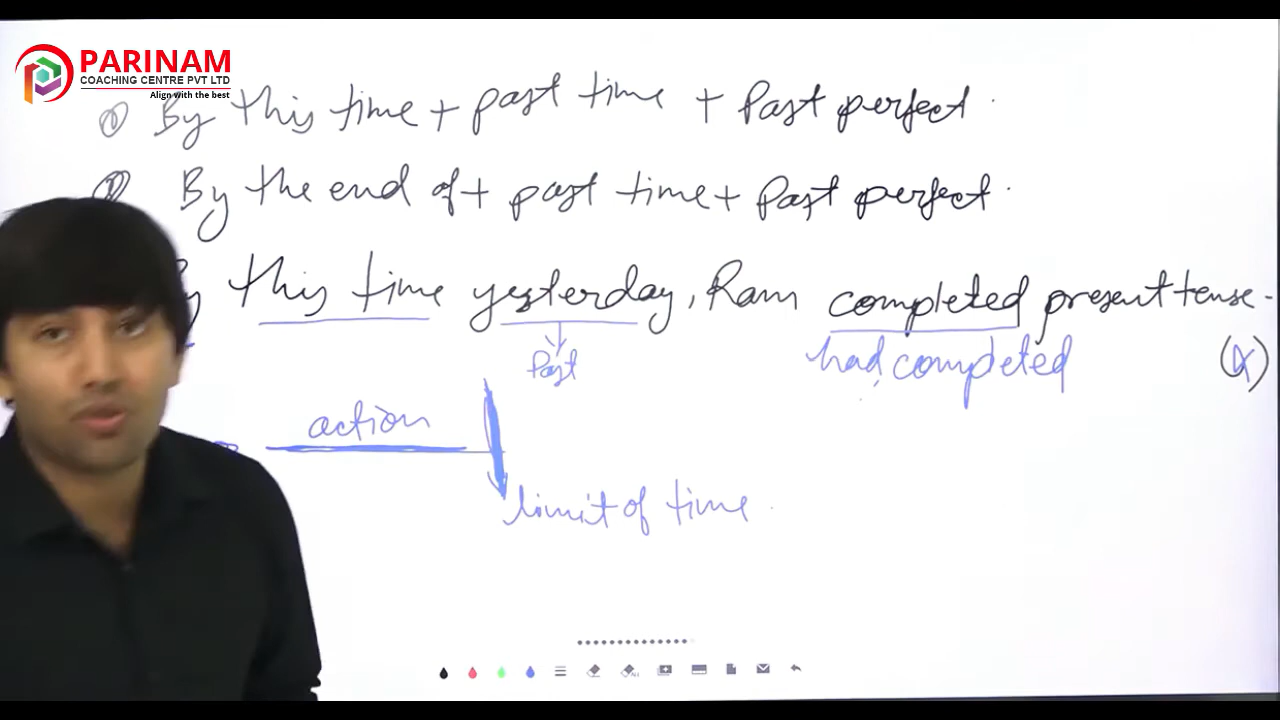 PARINAM
COACHING CENTRE PVT LTD
Align with the best
① By this time + past time + Past perfect.
② By the end of + past time + Past perfect.
this time yesterday, Ram completed present tense.
Past
had completed
(x)
action
limit of time.